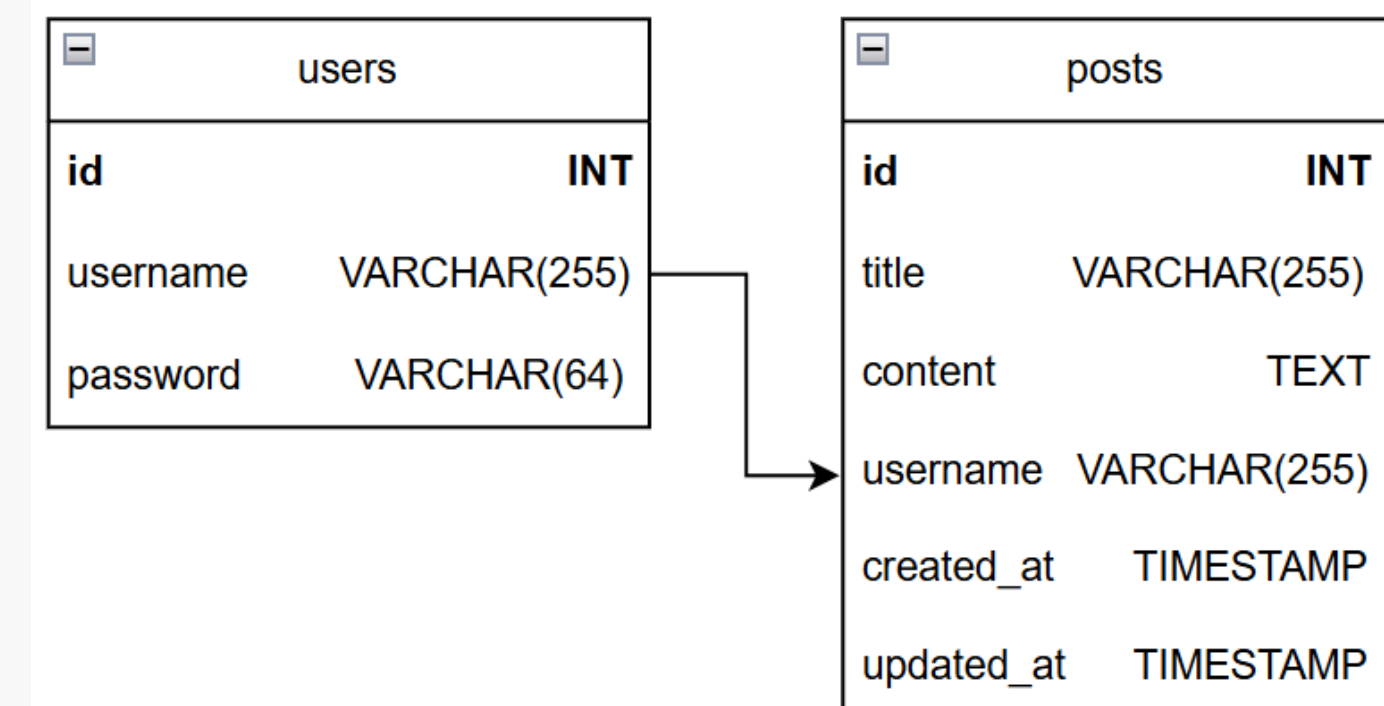 users
id INT
username VARCHAR(255)
password VARCHAR(64)
posts
id INT
title VARCHAR(255)
content TEXT
username VARCHAR(255)
created_at TIMESTAMP
updated_at TIMESTAMP